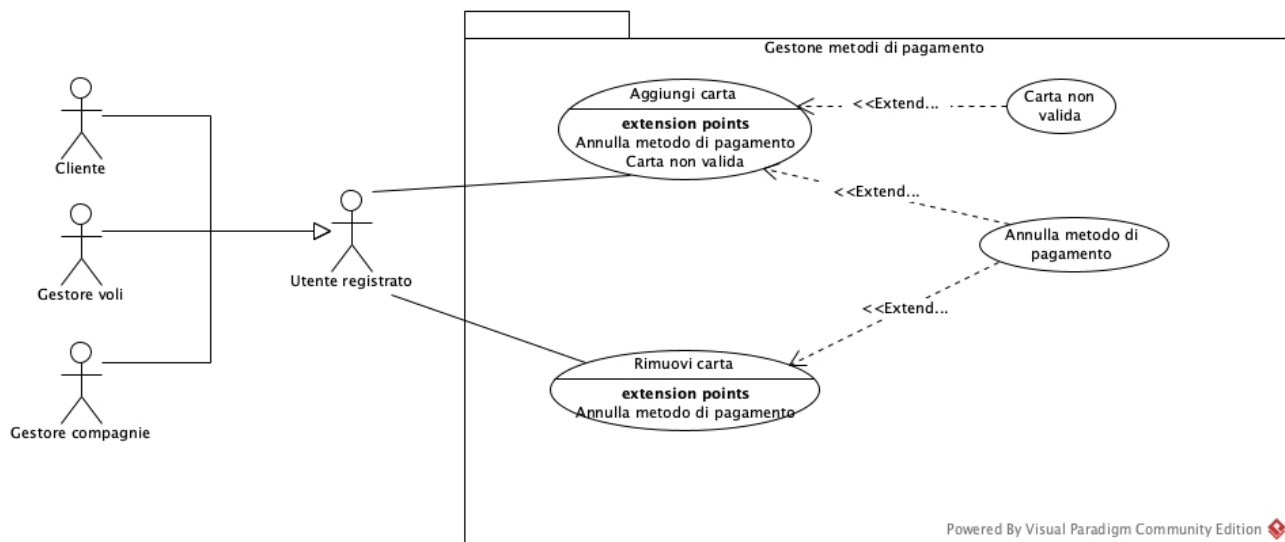 Gestone metodi di pagamento
Cliente
Gestore voli
Gestore compagnie
Utente registrato
Aggiungi carta
extension points
Annulla metodo di pagamento
Carta non valida
<<Extend...
Carta non
valida
<<Extend...
Annulla metodo di
pagamento
<<Extend...
Rimuovi carta
extension points
Annulla metodo di pagamento
Powered By Visual Paradigm Community Edition